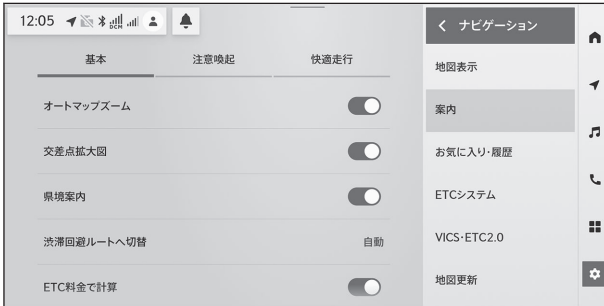 12:05
DCM
基本 注意喚起 快適走行
オートマップズーム
交差点拡大図
県境案内
渋滞回避ルートへ切替 自動
ETC料金で計算
ナビゲーション
地図表示
案内
お気に入り・履歴
ETCシステム
VICS・ETC2.0
地図更新